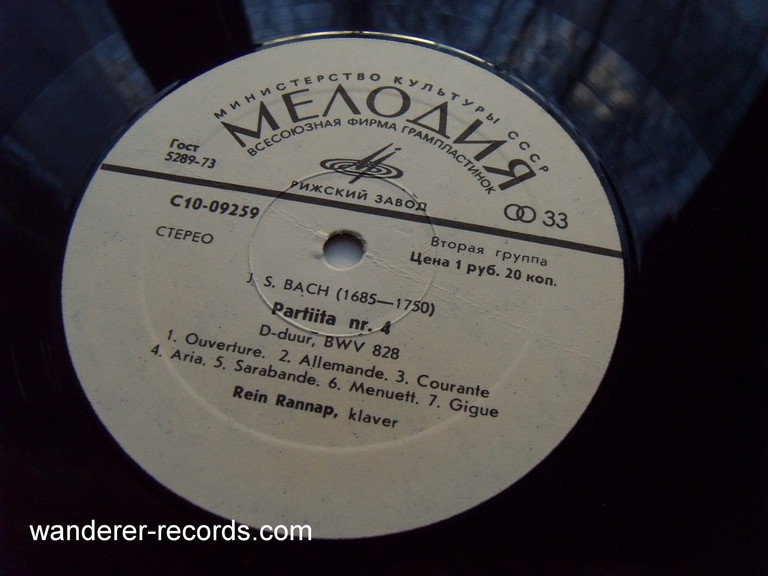 МИНИСТЕРСТВО КУЛЬТУРЫ СССР
МЕЛОДИЯ
ВСЕСОЮЗНАЯ ФИРМА ГРАМПЛАСТИНОК
Гост
5289-73
РИЖСКИЙ ЗАВОД
33
С10-09259
СТЕРЕО
Вторая группа
Цена 1 руб. 20 коп.
J. S. BACH (1685—1750)
Partiita nr. 4
D-duur, BWV 828
1. Ouverture. 2. Allemande. 3. Courante
4. Aria. 5. Sarabande. 6. Menuett. 7. Gigue
Rein Rannap, klaver
wanderer-records.com